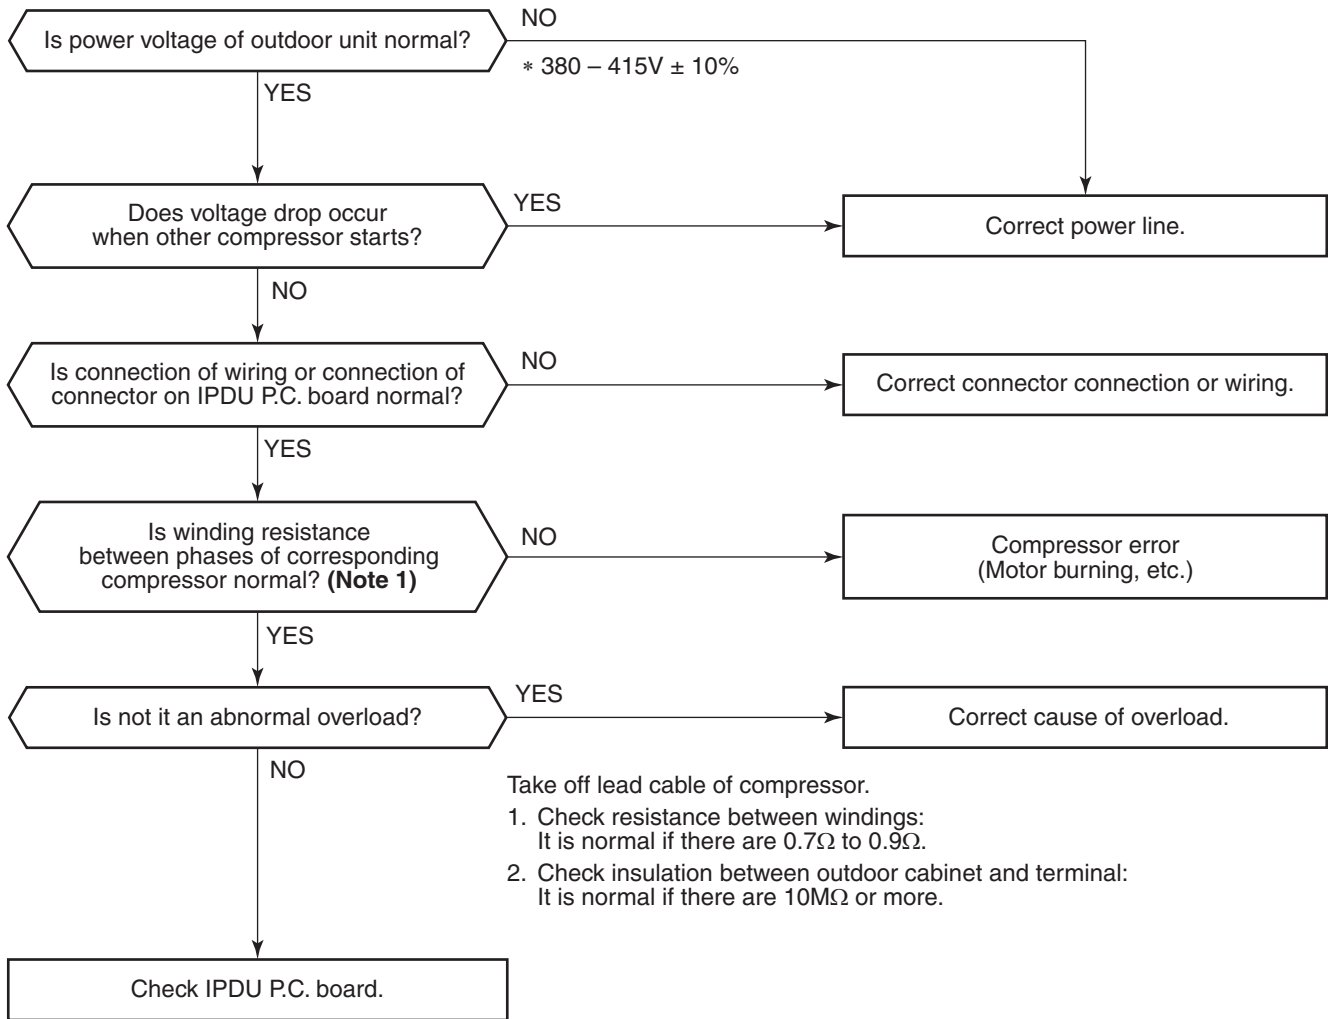 Is power voltage of outdoor unit normal?
NO
∗ 380 – 415V ± 10%
YES
Does voltage drop occur
when other compressor starts?
YES
Correct power line.
NO
Is connection of wiring or connection of
connector on IPDU P.C. board normal?
NO
Correct connector connection or wiring.
YES
Is winding resistance
between phases of corresponding
compressor normal? (Note 1)
NO
Compressor error
(Motor burning, etc.)
YES
Is not it an abnormal overload?
YES
Correct cause of overload.
NO
Take off lead cable of compressor.
1. Check resistance between windings:
It is normal if there are 0.7Ω to 0.9Ω.
2. Check insulation between outdoor cabinet and terminal:
It is normal if there are 10MΩ or more.
Check IPDU P.C. board.